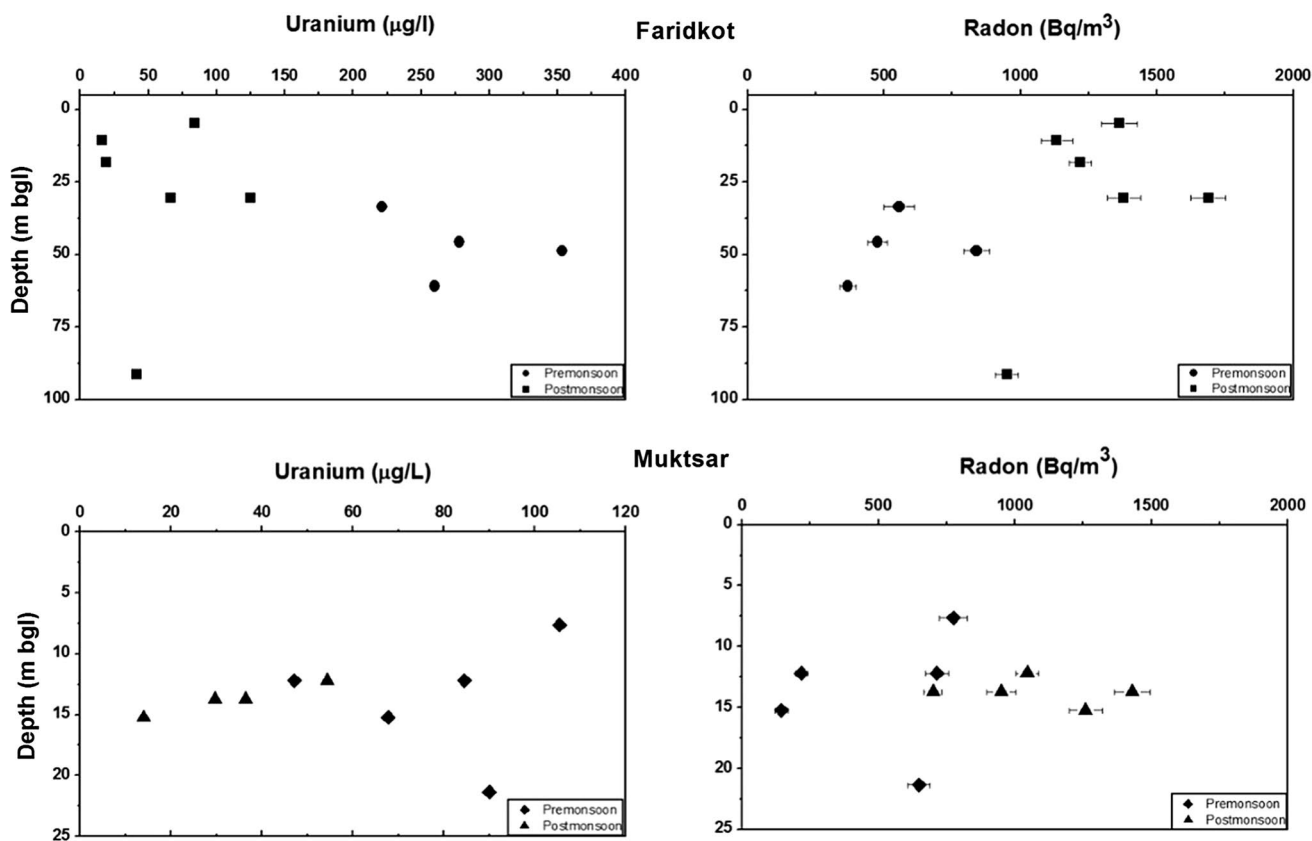 Uranium (µg/l)
Faridkot
Radon (Bq/m³)
0 50 100 150 200 250 300 350 400
500 1000 1500 2000
0
25
50
75
100
Depth (m bgl)
Premonsoon
Postmonsoon
0
25
50
75
100
Premonsoon
Postmonsoon
Uranium (µg/L)
Muktsar
Radon (Bq/m³)
0 20 40 60 80 100 120
0 500 1000 1500 2000
0
5
10
15
20
25
Depth (m bgl)
Premonsoon
Postmonsoon
0
5
10
15
20
25
Premonsoon
Postmonsoon